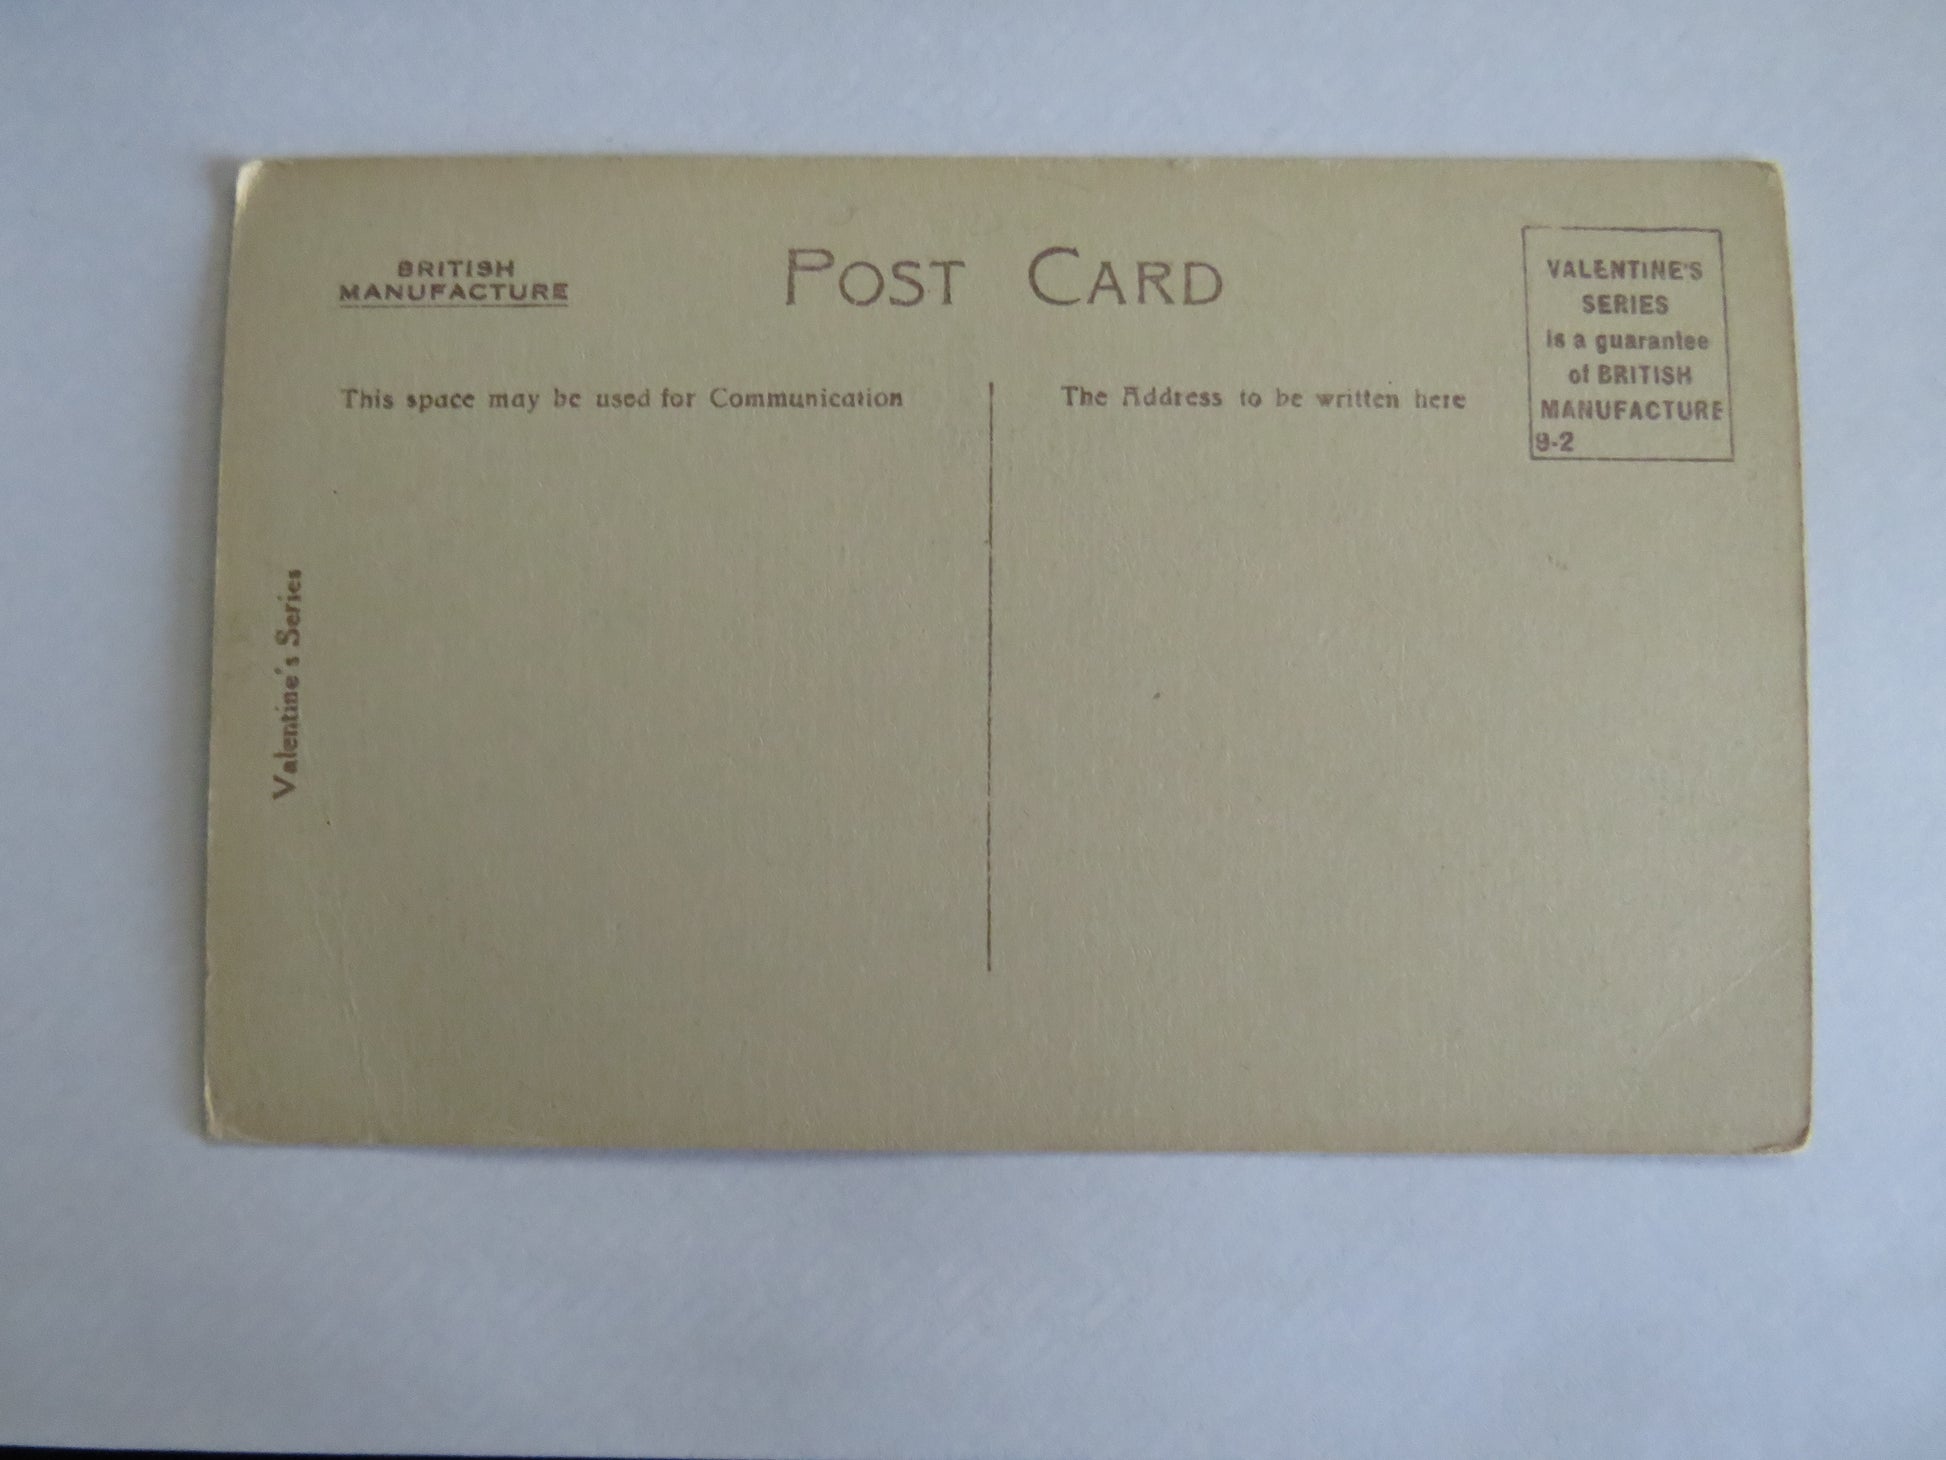 BRITISH
MANUFACTURE
POST CARD
VALENTINE'S
SERIES
is a guarantee
of BRITISH
MANUFACTURE
9-2
This space may be used for Communication
The Address to be written here
Valentine's Series